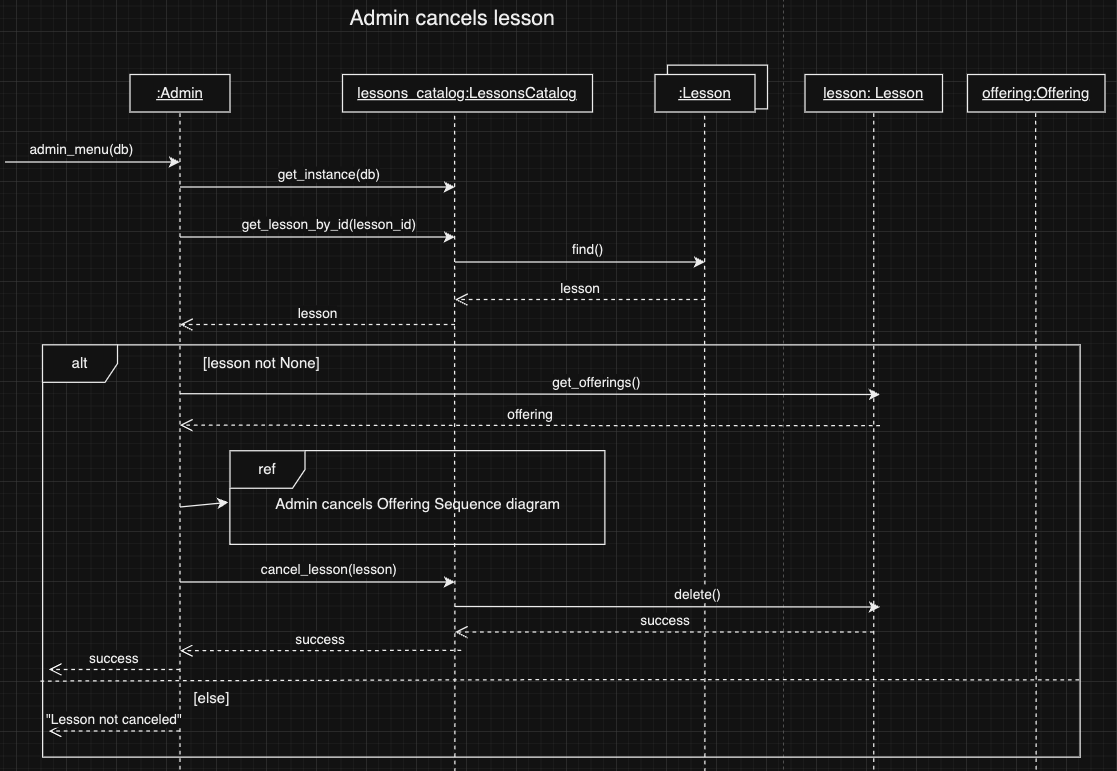 Admin cancels lesson
:Admin
lessons_catalog:LessonsCatalog
:Lesson
lesson: Lesson
offering:Offering
admin_menu(db)
get_instance(db)
get_lesson_by_id(lesson_id)
find()
lesson
lesson
alt
[lesson not None]
get_offerings()
offering
ref
Admin cancels Offering Sequence diagram
cancel_lesson(lesson)
delete()
success
success
success
[else]
"Lesson not canceled"